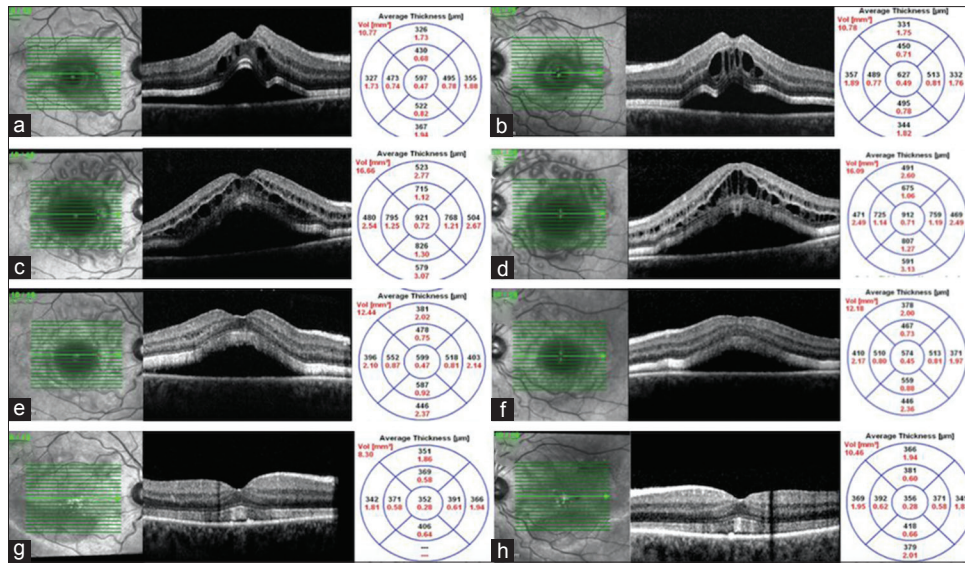 Average Thickness [µm]
Vol [mm³]
10.77
326
1.73
430
0.68
327 473 597 495 355
1.73 0.74 0.47 0.78 1.88
522
0.82
367
1.94
a
Average Thickness [µm]
Vol [mm³]
10.78
331
1.75
450
0.71
357 489 627 513 332
1.89 0.77 0.49 0.81 1.76
495
0.78
344
1.82
b
Average Thickness [µm]
Vol [mm³]
16.66
523
2.77
715
1.12
480 795 921 768 504
2.54 1.25 0.72 1.21 2.67
826
1.30
579
3.07
c
Average Thickness [µm]
Vol [mm³]
16.09
491
2.60
675
1.06
471 725 912 759 469
2.49 1.14 0.71 1.19 2.49
807
1.27
591
3.13
d
Average Thickness [µm]
Vol [mm³]
12.44
381
2.02
478
0.75
396 552 599 518 403
2.10 0.87 0.47 0.81 2.14
587
0.92
446
2.37
e
Average Thickness [µm]
Vol [mm³]
12.18
378
2.00
467
0.73
410 510 574 513 371
2.17 0.80 0.45 0.81 1.97
559
0.88
446
2.36
f
Average Thickness [µm]
Vol [mm³]
8.30
351
1.86
369
0.58
342 371 352 391 366
1.81 0.58 0.28 0.61 1.94
406
0.64
---
---
g
Average Thickness [µm]
Vol [mm³]
10.46
366
1.94
381
0.60
369 392 356 371
1.95 0.62 0.28 0.58
418
0.66
379
2.01
h